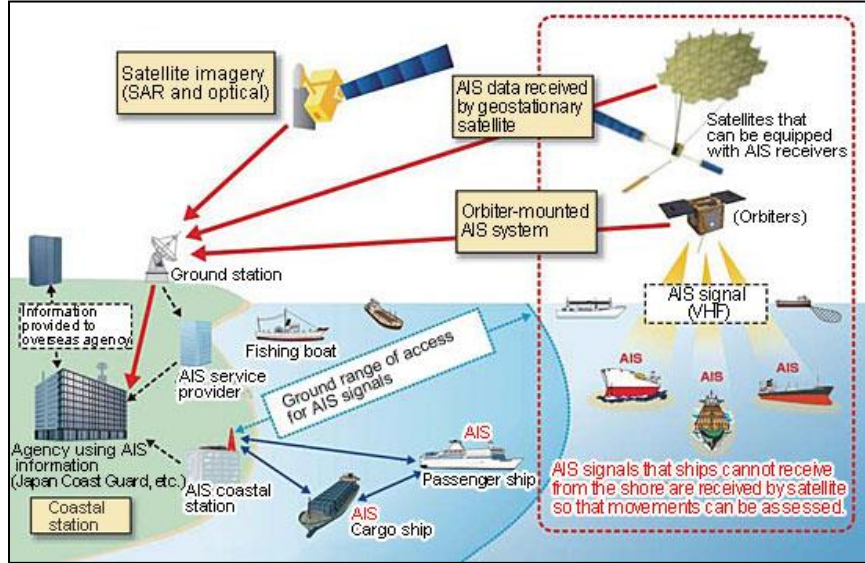 Satellite imagery
(SAR and optical)
AIS data received
by geostationary
satellite
Satellites that
can be equipped
with AIS receivers
Orbiter-mounted
AIS system
(Orbiters)
Ground station
AIS signal
(VHF)
Information
provided to
overseas agency
Fishing boat
AIS service
provider
Ground range of access
for AIS signals
AIS
AIS
AIS
Agency using AIS
information
(Japan Coast Guard, etc.)
Coastal
station
AIS coastal
station
AIS
Passenger ship
AIS
Cargo ship
AIS signals that ships cannot receive
from the shore are received by satellite
so that movements can be assessed.